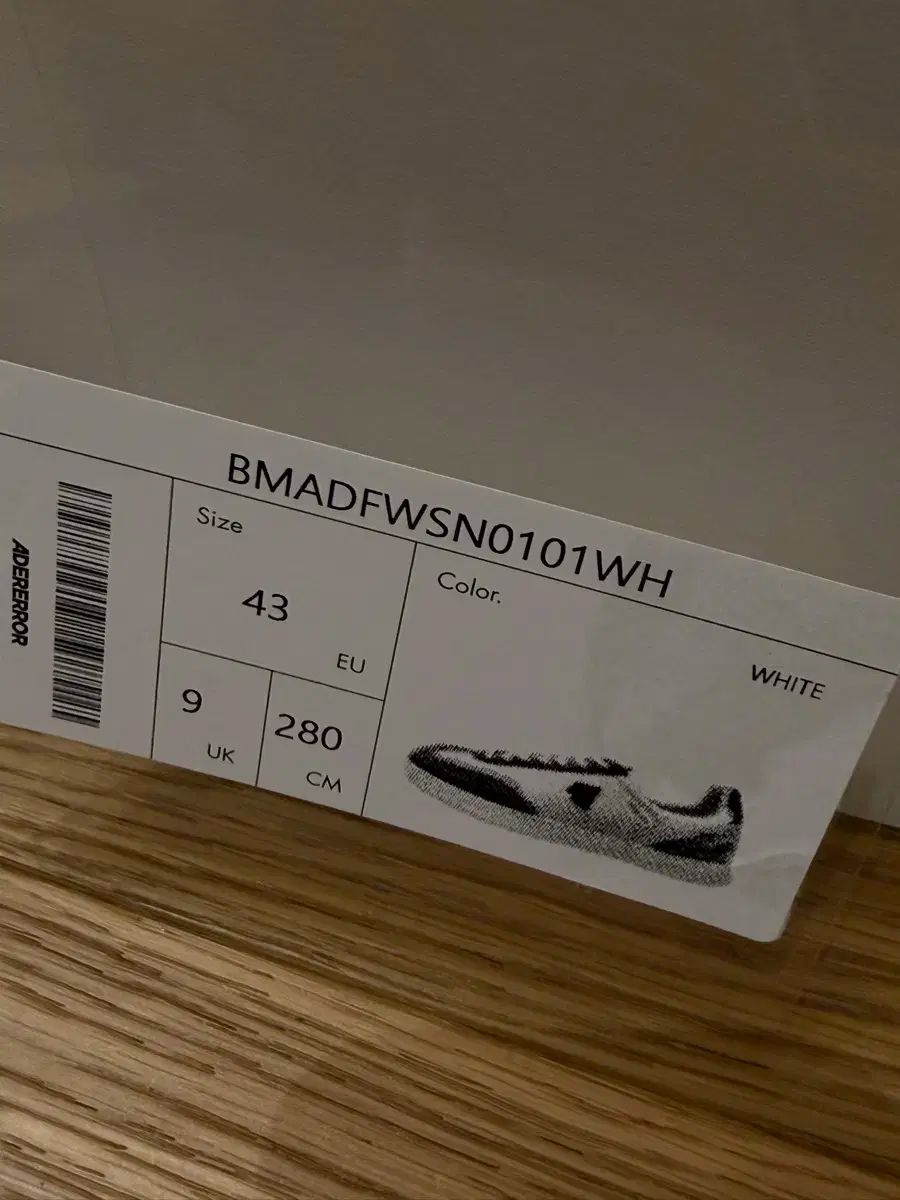 BMADFWSN0101WH
ADERERROR
Size
43
EU
9
UK
280
CM
Color.
WHITE